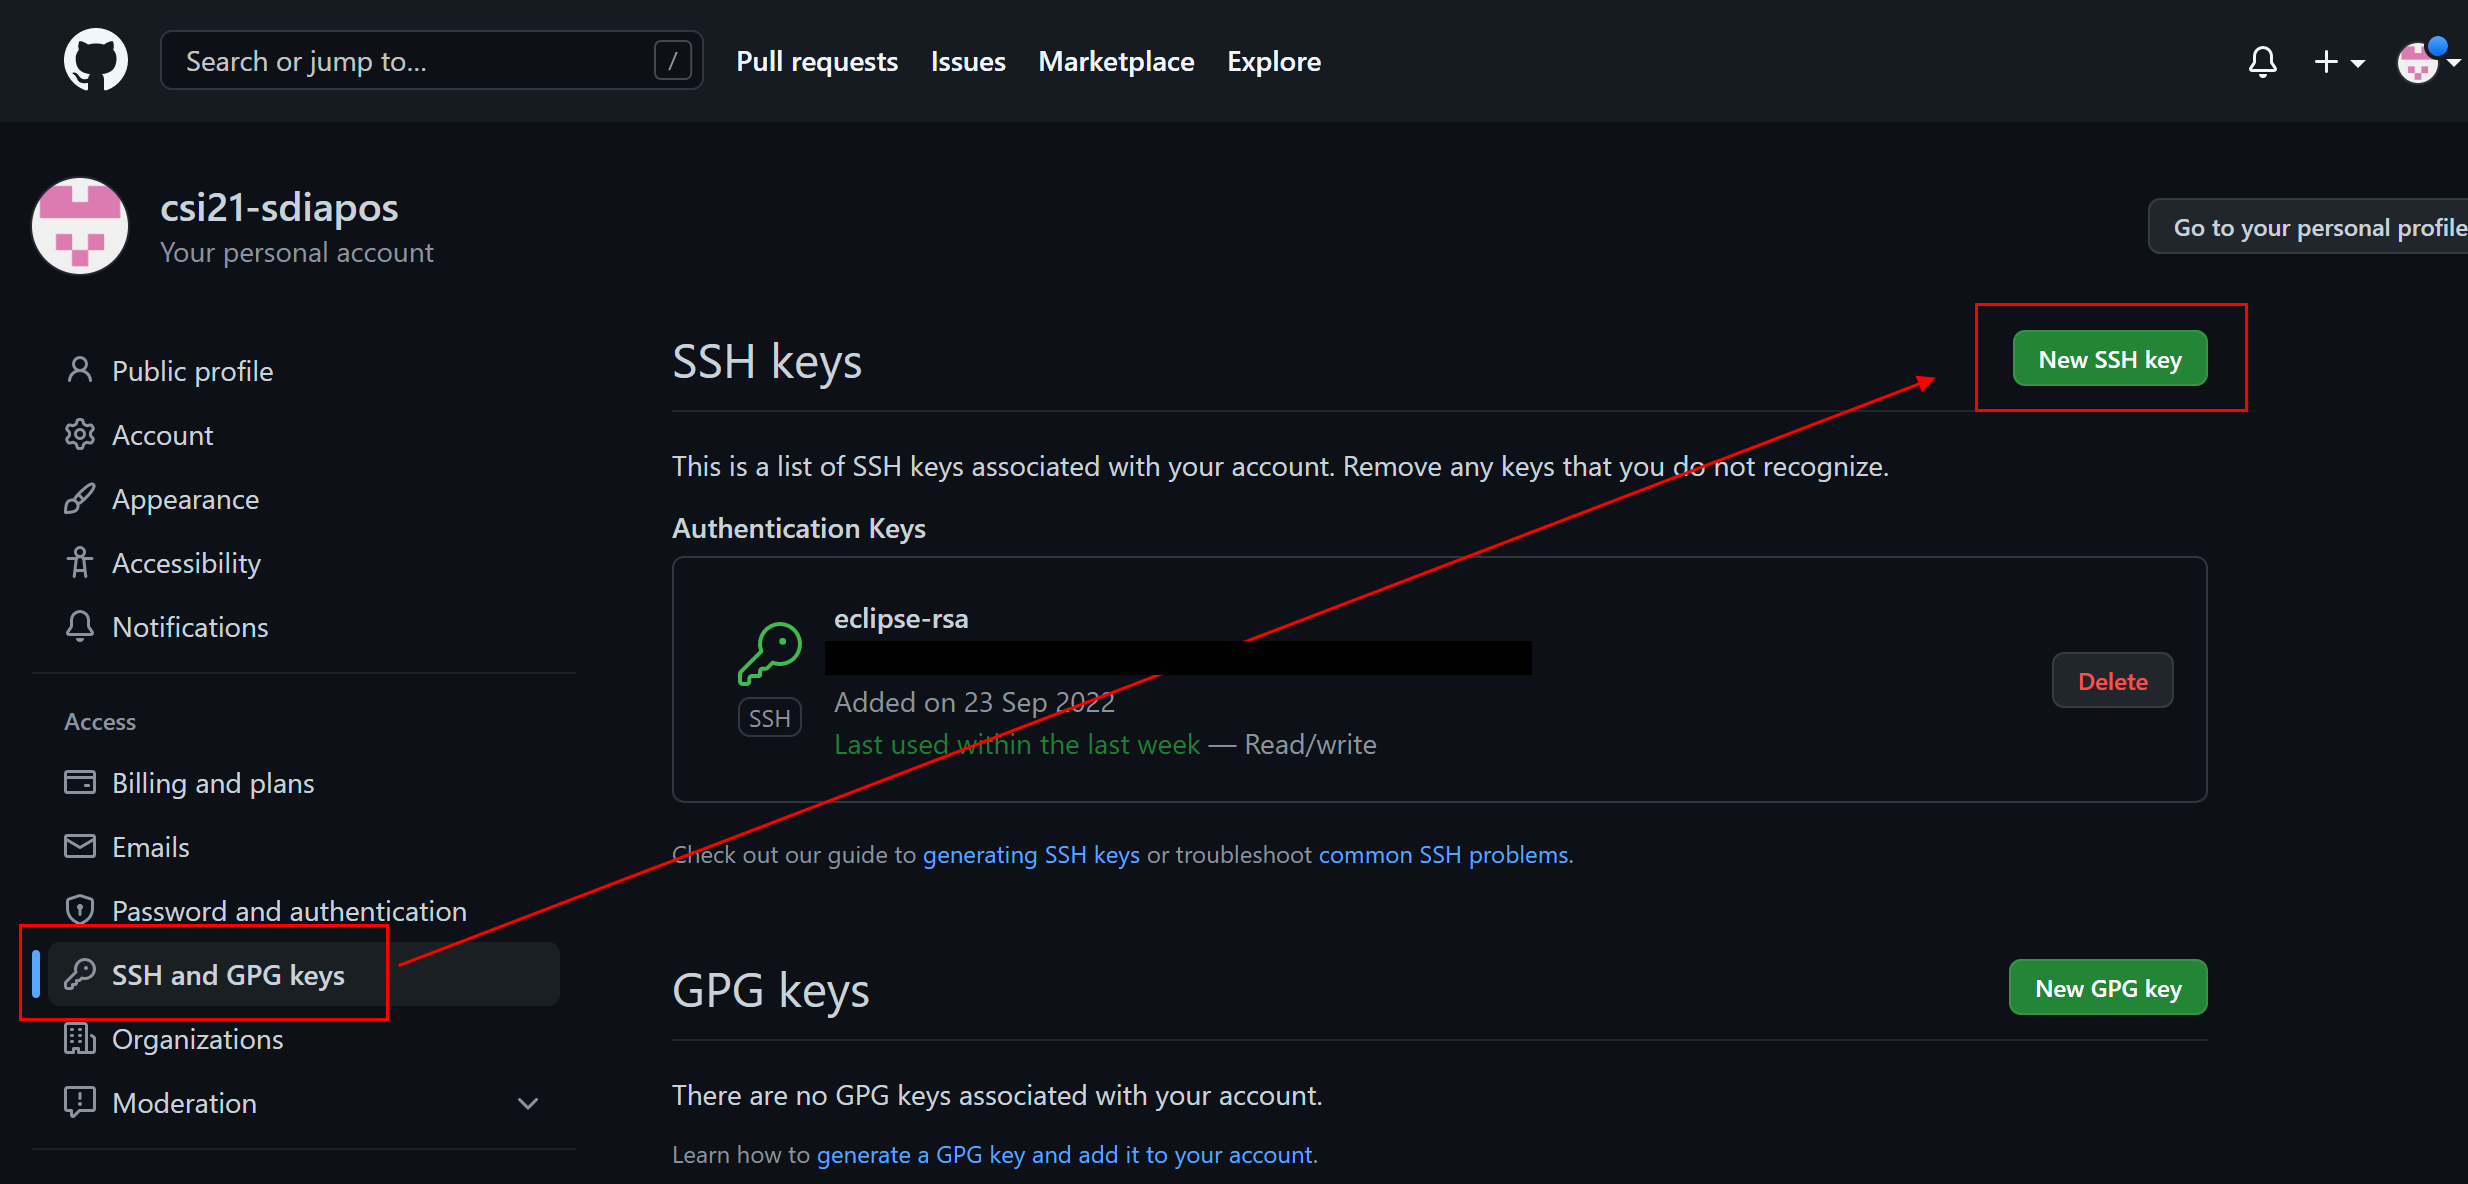 Search or jump to... /
Pull requests Issues Marketplace Explore
csi21-sdiapos
Your personal account
Go to your personal profile
Public profile
Account
Appearance
Accessibility
Notifications
Access
Billing and plans
Emails
Password and authentication
SSH and GPG keys
Organizations
Moderation
SSH keys
New SSH key
This is a list of SSH keys associated with your account. Remove any keys that you do not recognize.
Authentication Keys
eclipse-rsa
Added on 23 Sep 2022
Last used within the last week — Read/write
SSH
Delete
Check out our guide to generating SSH keys or troubleshoot common SSH problems.
GPG keys
New GPG key
There are no GPG keys associated with your account.
Learn how to generate a GPG key and add it to your account.